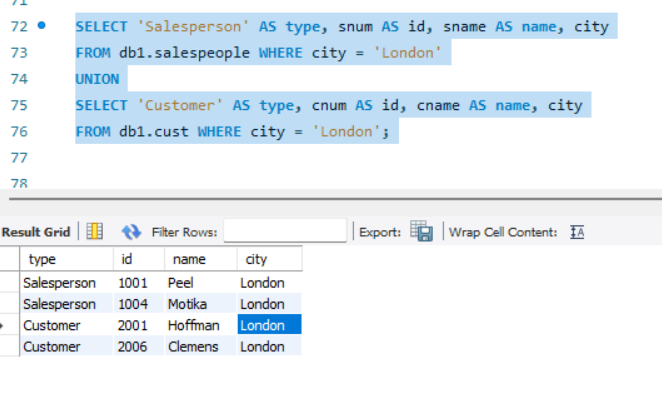 71
72 SELECT 'Salesperson' AS type, snum AS id, sname AS name, city
73 FROM db1.salespeople WHERE city = 'London'
74 UNION
75 SELECT 'Customer' AS type, cnum AS id, cname AS name, city
76 FROM db1.cust WHERE city = 'London';
77
78
Result Grid Filter Rows: Export: Wrap Cell Content: IA
type id name city
Salesperson 1001 Peel London
Salesperson 1004 Motika London
Customer 2001 Hoffman London
Customer 2006 Clemens London